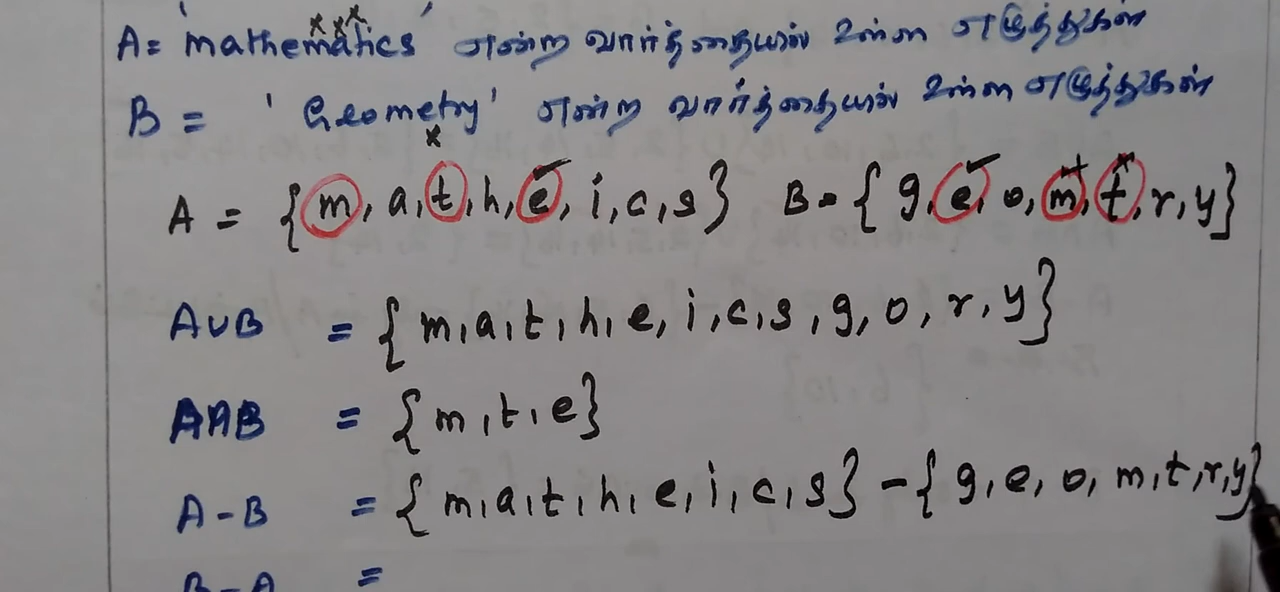 A = 'mathematics' என்ற வார்த்தையில் உள்ள எழுத்துகள்
B = 'Geometry' என்ற வார்த்தையில் உள்ள எழுத்துகள்
A = {m, a, t, h, e, i, c, s} B = {g, e, o, m, t, r, y}
A∪B = {m, a, t, h, e, i, c, s, g, o, r, y}
A∩B = {m, t, e}
A-B = {m, a, t, h, e, i, c, s} - {g, e, o, m, t, r, y}
B-A =